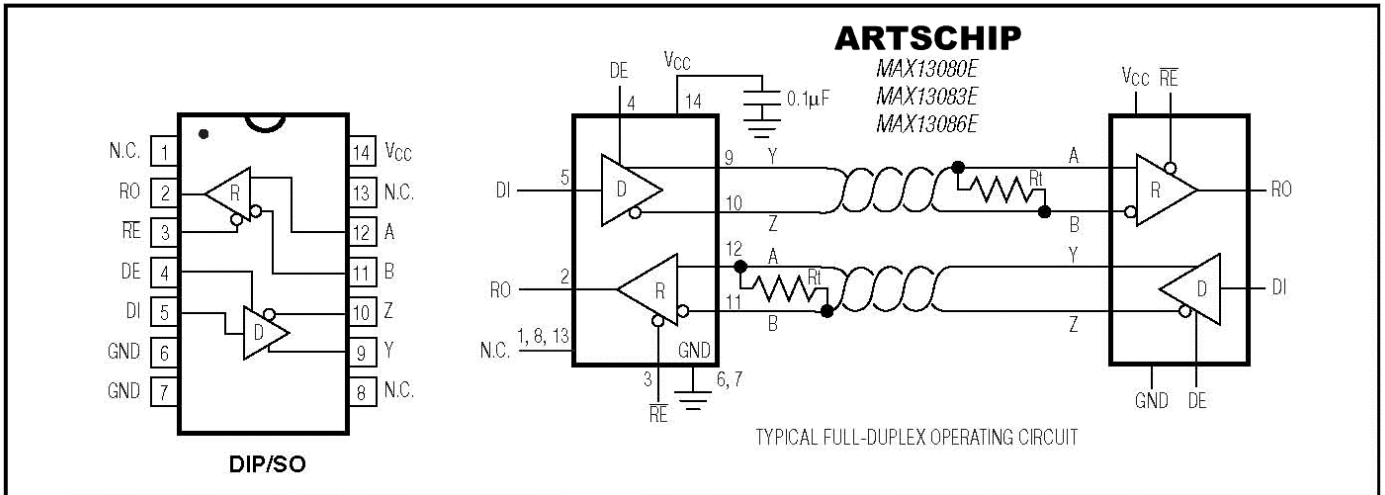 ARTSCHIP
MAX13080E
MAX13083E
MAX13086E
N.C. 1
RO 2
RE 3
DE 4
DI 5
GND 6
GND 7
14 VCC
13 N.C.
12 A
11 B
10 Z
9 Y
8 N.C.
R
D
DIP/SO
DE
4
VCC
14
0.1µF
DI
5
D
9 Y
10
Z
RO
2
R
12
A
11
B
Rt
N.C. 1, 8, 13
3
RE
GND
6, 7
Rt
A
B
Y
Z
VCC RE
R
RO
D
DI
GND DE
TYPICAL FULL-DUPLEX OPERATING CIRCUIT